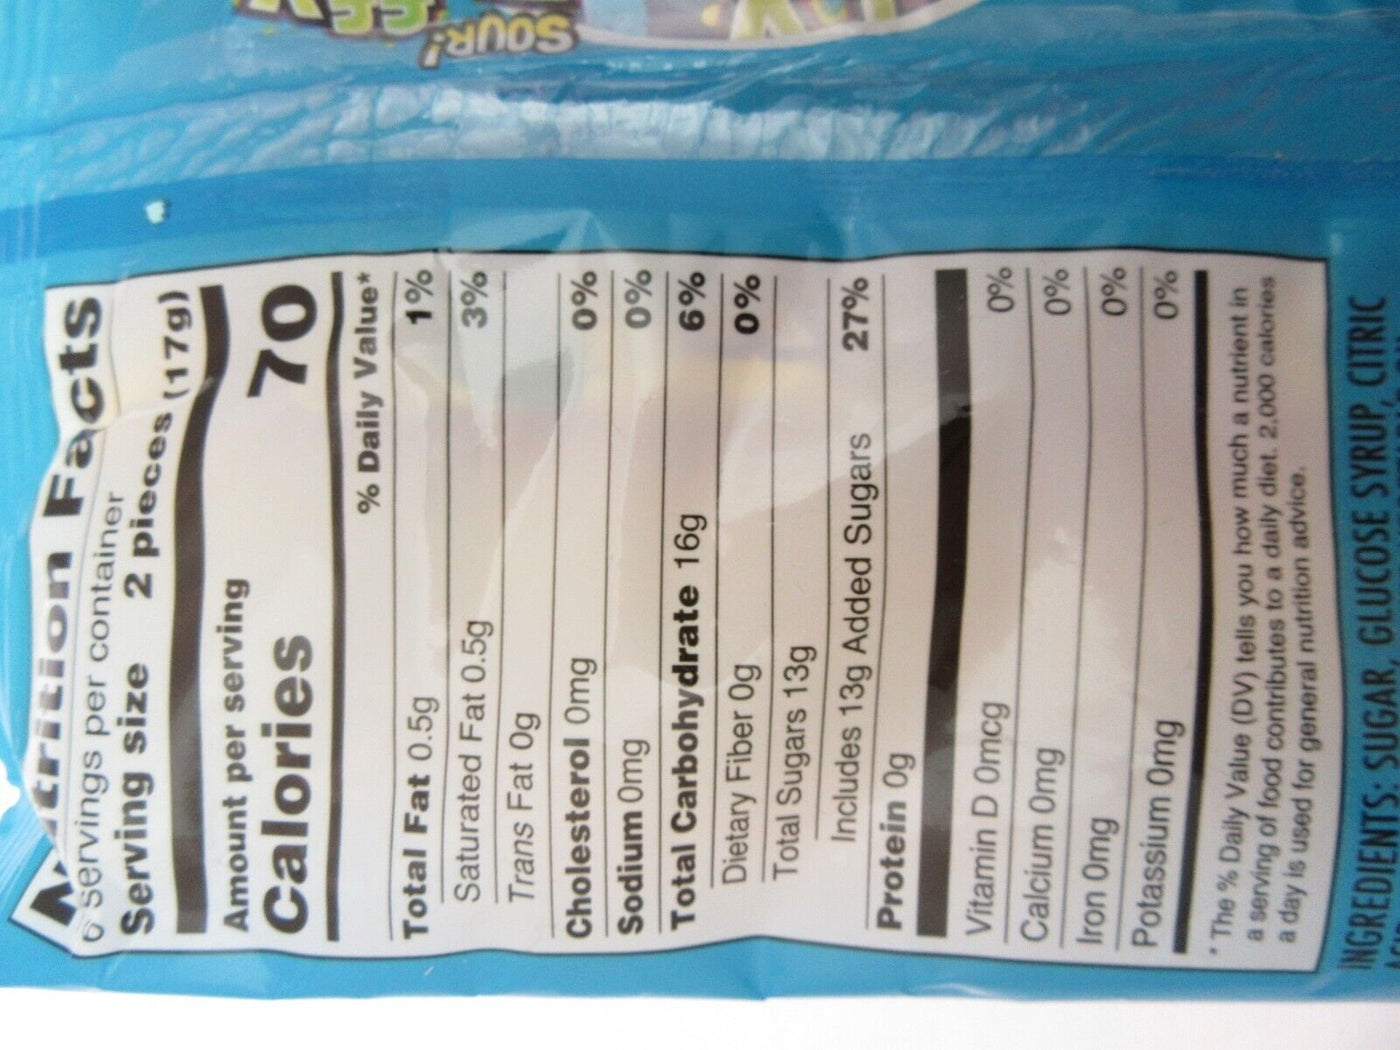 SOUR!
Nutrition Facts
6 servings per container
Serving size 2 pieces (17g)
Amount per serving
Calories 70
% Daily Value*
Total Fat 0.5g 1%
Saturated Fat 0.5g 3%
Trans Fat 0g
Cholesterol 0mg 0%
Sodium 0mg 0%
Total Carbohydrate 16g 6%
Dietary Fiber 0g 0%
Total Sugars 13g
Includes 13g Added Sugars 27%
Protein 0g
Vitamin D 0mcg 0%
Calcium 0mg 0%
Iron 0mg 0%
Potassium 0mg 0%
* The % Daily Value (DV) tells you how much a nutrient in
a serving of food contributes to a daily diet. 2,000 calories
a day is used for general nutrition advice.
INGREDIENTS: SUGAR, GLUCOSE SYRUP, CITRIC